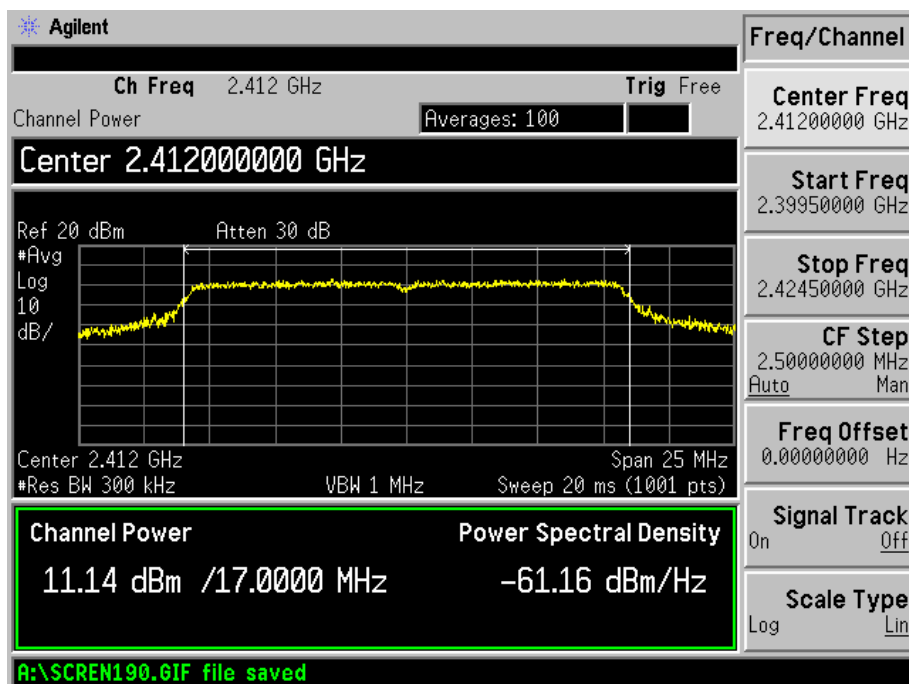 Agilent
Ch Freq 2.412 GHz Trig Free
Channel Power Averages: 100
Center 2.412000000 GHz
Ref 20 dBm Atten 30 dB
#Avg
Log
10
dB/
Center 2.412 GHz Span 25 MHz
#Res BW 300 kHz VBW 1 MHz Sweep 20 ms (1001 pts)
Channel Power Power Spectral Density
11.14 dBm /17.0000 MHz -61.16 dBm/Hz
A:\SCREN190.GIF file saved
Freq/Channel
Center Freq
2.41200000 GHz
Start Freq
2.39950000 GHz
Stop Freq
2.42450000 GHz
CF Step
2.50000000 MHz
Auto Man
Freq Offset
0.00000000 Hz
Signal Track
On Off
Scale Type
Log Lin